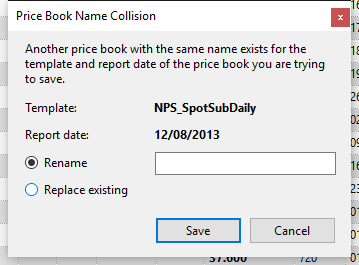 Price Book Name Collision
Another price book with the same name exists for the
template and report date of the price book you are trying
to save.
Template: NPS_SpotSubDaily
Report date: 12/08/2013
Rename
Replace existing
Save Cancel
720